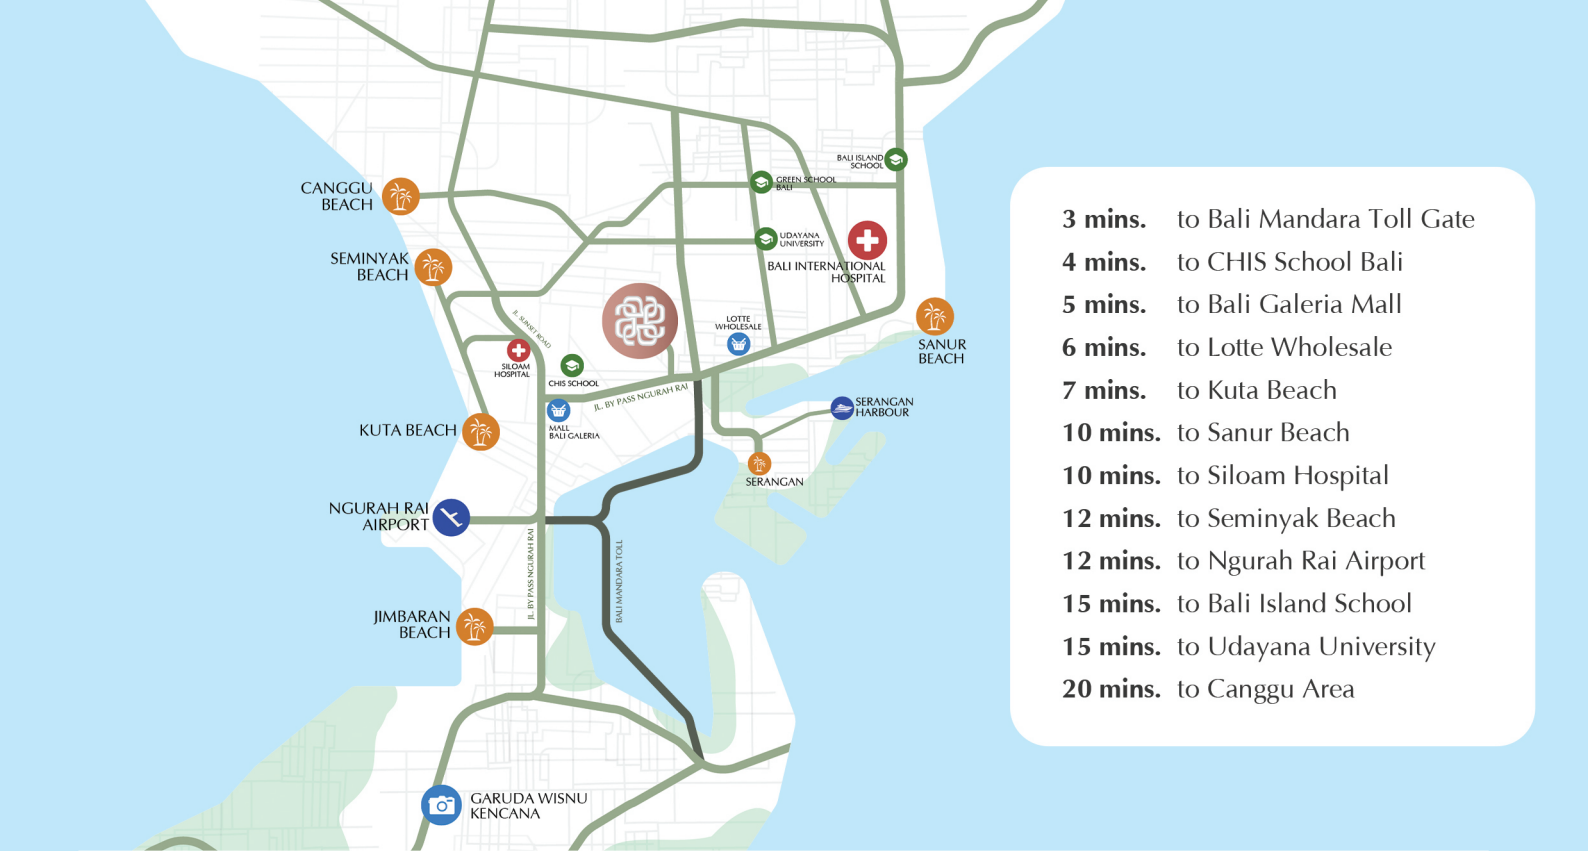 BALI ISLAND
SCHOOL
GREEN SCHOOL
BALI
CANGGU
BEACH
UDAYANA
UNIVERSITY
SEMINYAK
BEACH
BALI INTERNATIONAL
HOSPITAL
JL. SUNSET ROAD
LOTTE
WHOLESALE
SANUR
BEACH
SILOAM
HOSPITAL
CHIS SCHOOL
JL. BY PASS NGURAH RAI
SERANGAN
HARBOUR
KUTA BEACH
MALL
BALI GALERIA
SERANGAN
NGURAH RAI
AIRPORT
JL. BY PASS NGURAH RAI
BALI MANDARA TOLL
JIMBARAN
BEACH
GARUDA WISNU
KENCANA
3 mins. to Bali Mandara Toll Gate
4 mins. to CHIS School Bali
5 mins. to Bali Galeria Mall
6 mins. to Lotte Wholesale
7 mins. to Kuta Beach
10 mins. to Sanur Beach
10 mins. to Siloam Hospital
12 mins. to Seminyak Beach
12 mins. to Ngurah Rai Airport
15 mins. to Bali Island School
15 mins. to Udayana University
20 mins. to Canggu Area